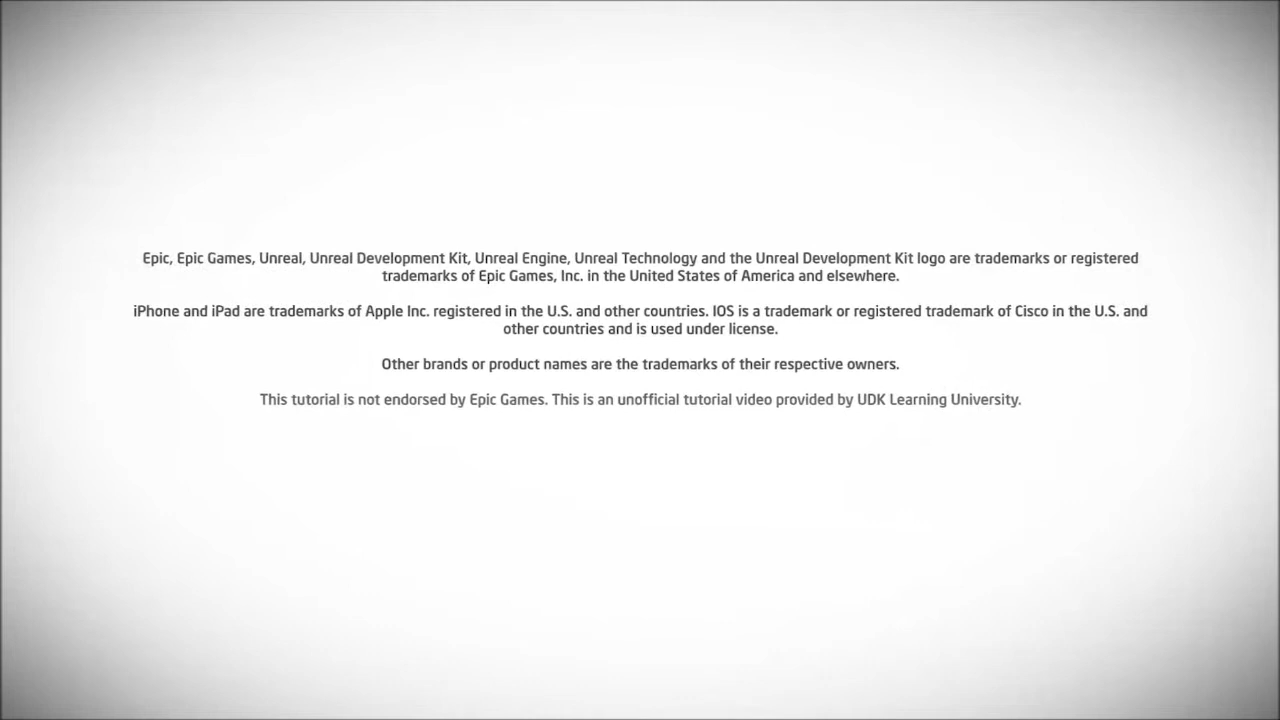 Epic, Epic Games, Unreal, Unreal Development Kit, Unreal Engine, Unreal Technology and the Unreal Development Kit logo are trademarks or registered
trademarks of Epic Games, Inc. in the United States of America and elsewhere.
iPhone and iPad are trademarks of Apple Inc. registered in the U.S. and other countries. IOS is a trademark or registered trademark of Cisco in the U.S. and
other countries and is used under license.
Other brands or product names are the trademarks of their respective owners.
This tutorial is not endorsed by Epic Games. This is an unofficial tutorial video provided by UDK Learning University.